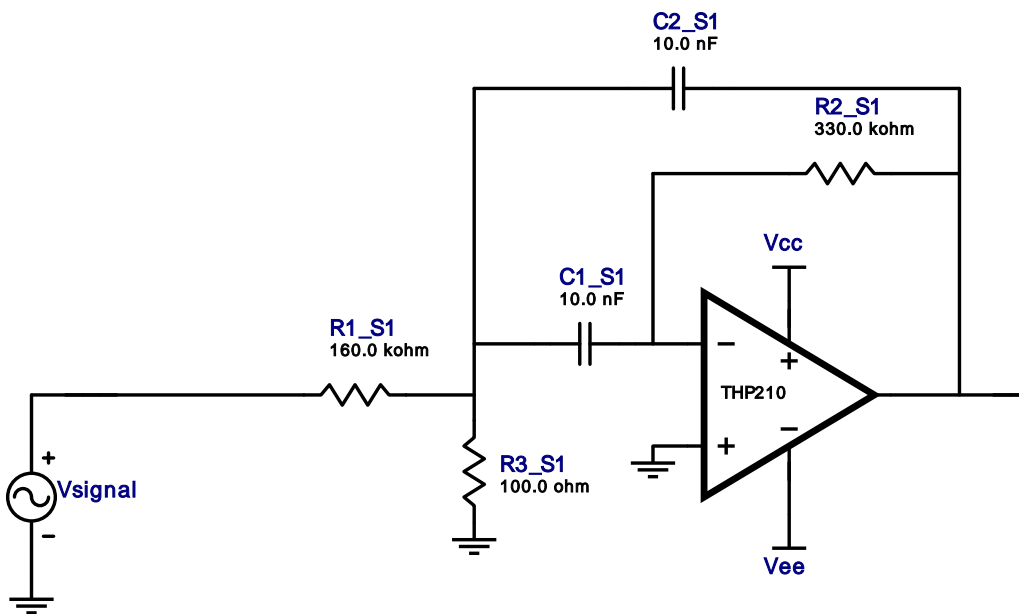 C2_S1
10.0 nF
R2_S1
330.0 kohm
Vcc
C1_S1
10.0 nF
R1_S1
160.0 kohm
−
+
THP210
−
+
+
Vsignal
−
R3_S1
100.0 ohm
Vee